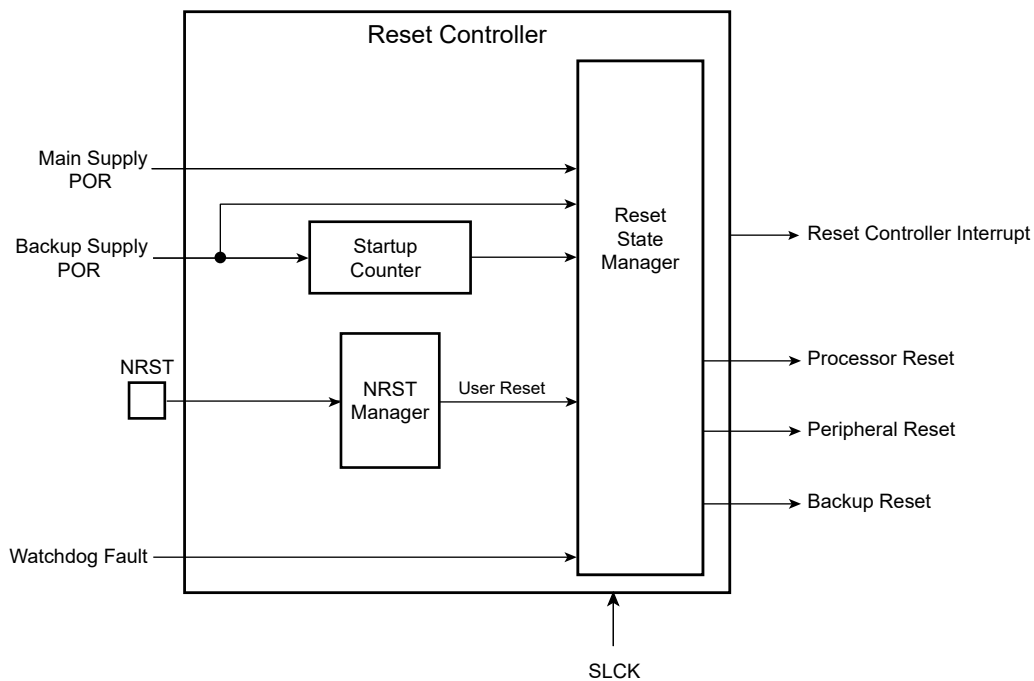 Reset Controller
Main Supply
POR
Backup Supply
POR
Startup
Counter
Reset
State
Manager
Reset Controller Interrupt
NRST
NRST
Manager
User Reset
Processor Reset
Peripheral Reset
Backup Reset
Watchdog Fault
SLCK